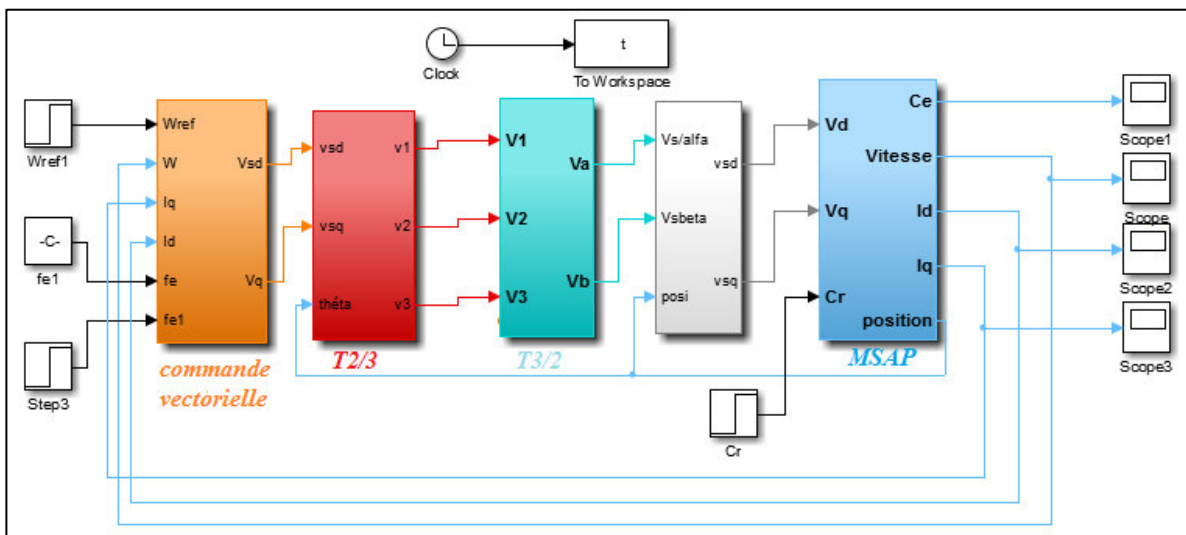 t
Clock
To Workspace
Wref1
-C-
fe1
Step3
Wref
W
Iq
Id
fe
fe1
Vsd
Vq
commande
vectorielle
vsd
vsq
théta
v1
v2
v3
T2/3
V1
V2
V3
Va
Vb
T3/2
Vs/alfa
Vsbeta
posi
vsd
vsq
Vd
Vq
Cr
Ce
Vitesse
Id
Iq
position
MSAP
Cr
Scope1
Scope
Scope2
Scope3